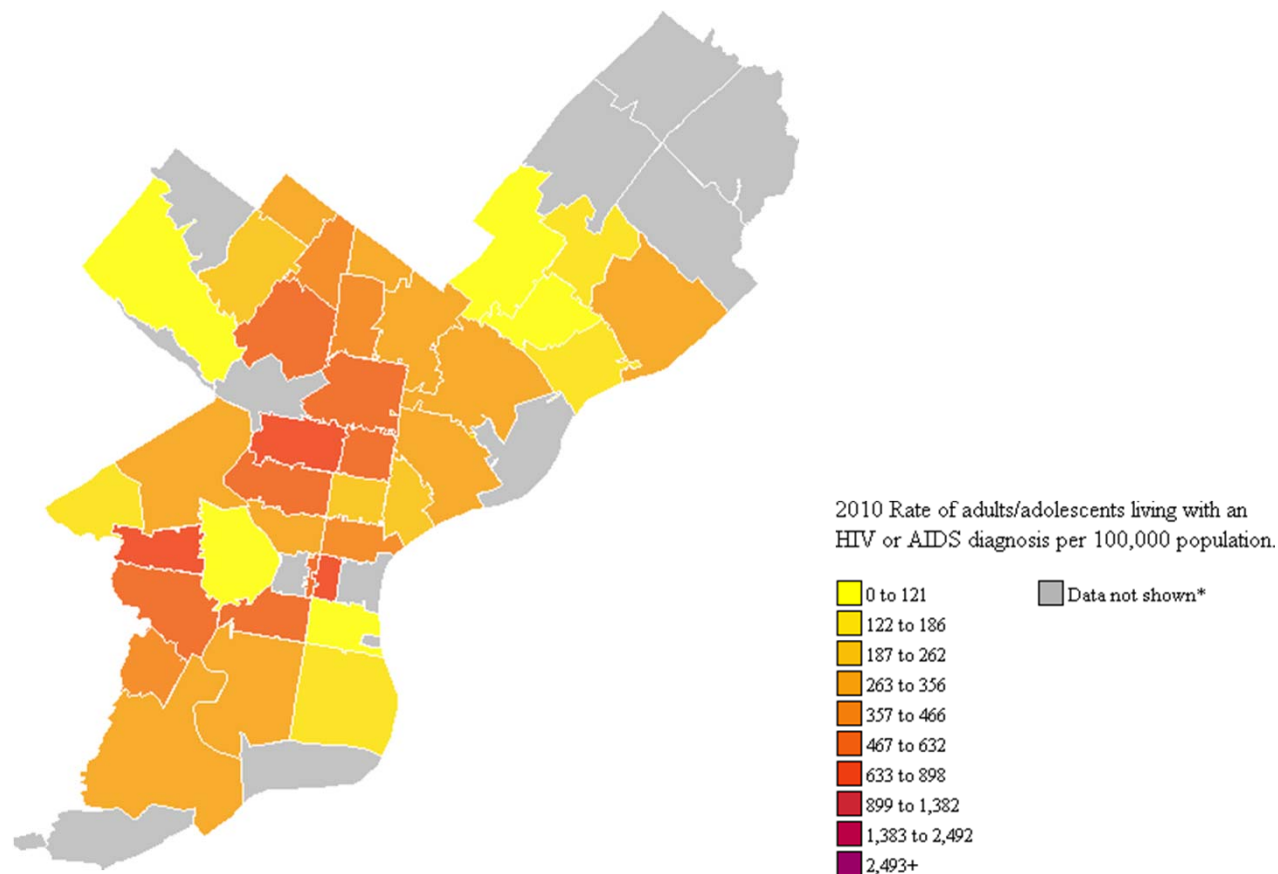 2010 Rate of adults/adolescents living with an
HIV or AIDS diagnosis per 100,000 population.
0 to 121
Data not shown*
122 to 186
187 to 262
263 to 356
357 to 466
467 to 632
633 to 898
899 to 1,382
1,383 to 2,492
2,493+